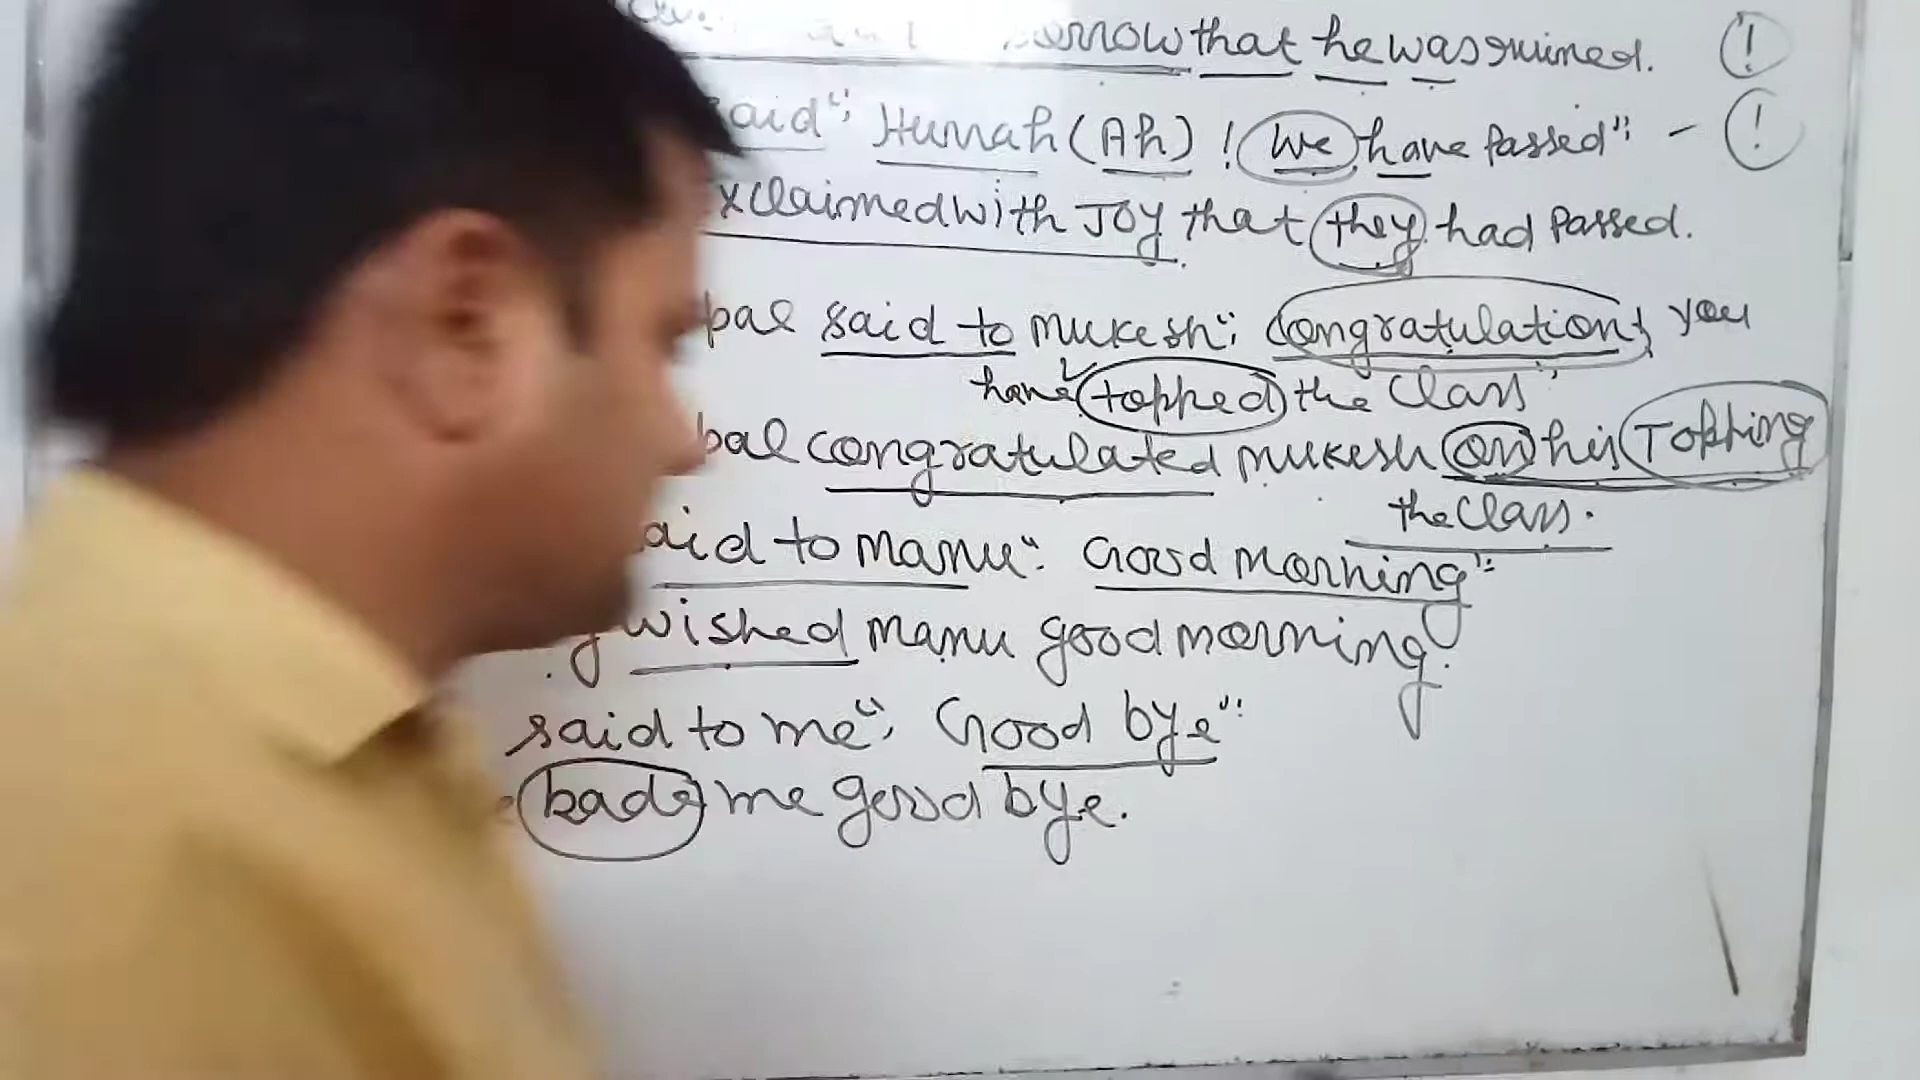 sorrow that he was ruined. !
said": Hurrah (Ah) ! We have Passed": - !
xclaimed with Joy that they had Passed.
pal said to mukesh": Congratulation, you
have topped the Class"
pal congratulated mukesh on his Topping
the Class.
aid to manu": Good morning":
y wished manu good morning.
said to me": Good bye":
bade me good bye.